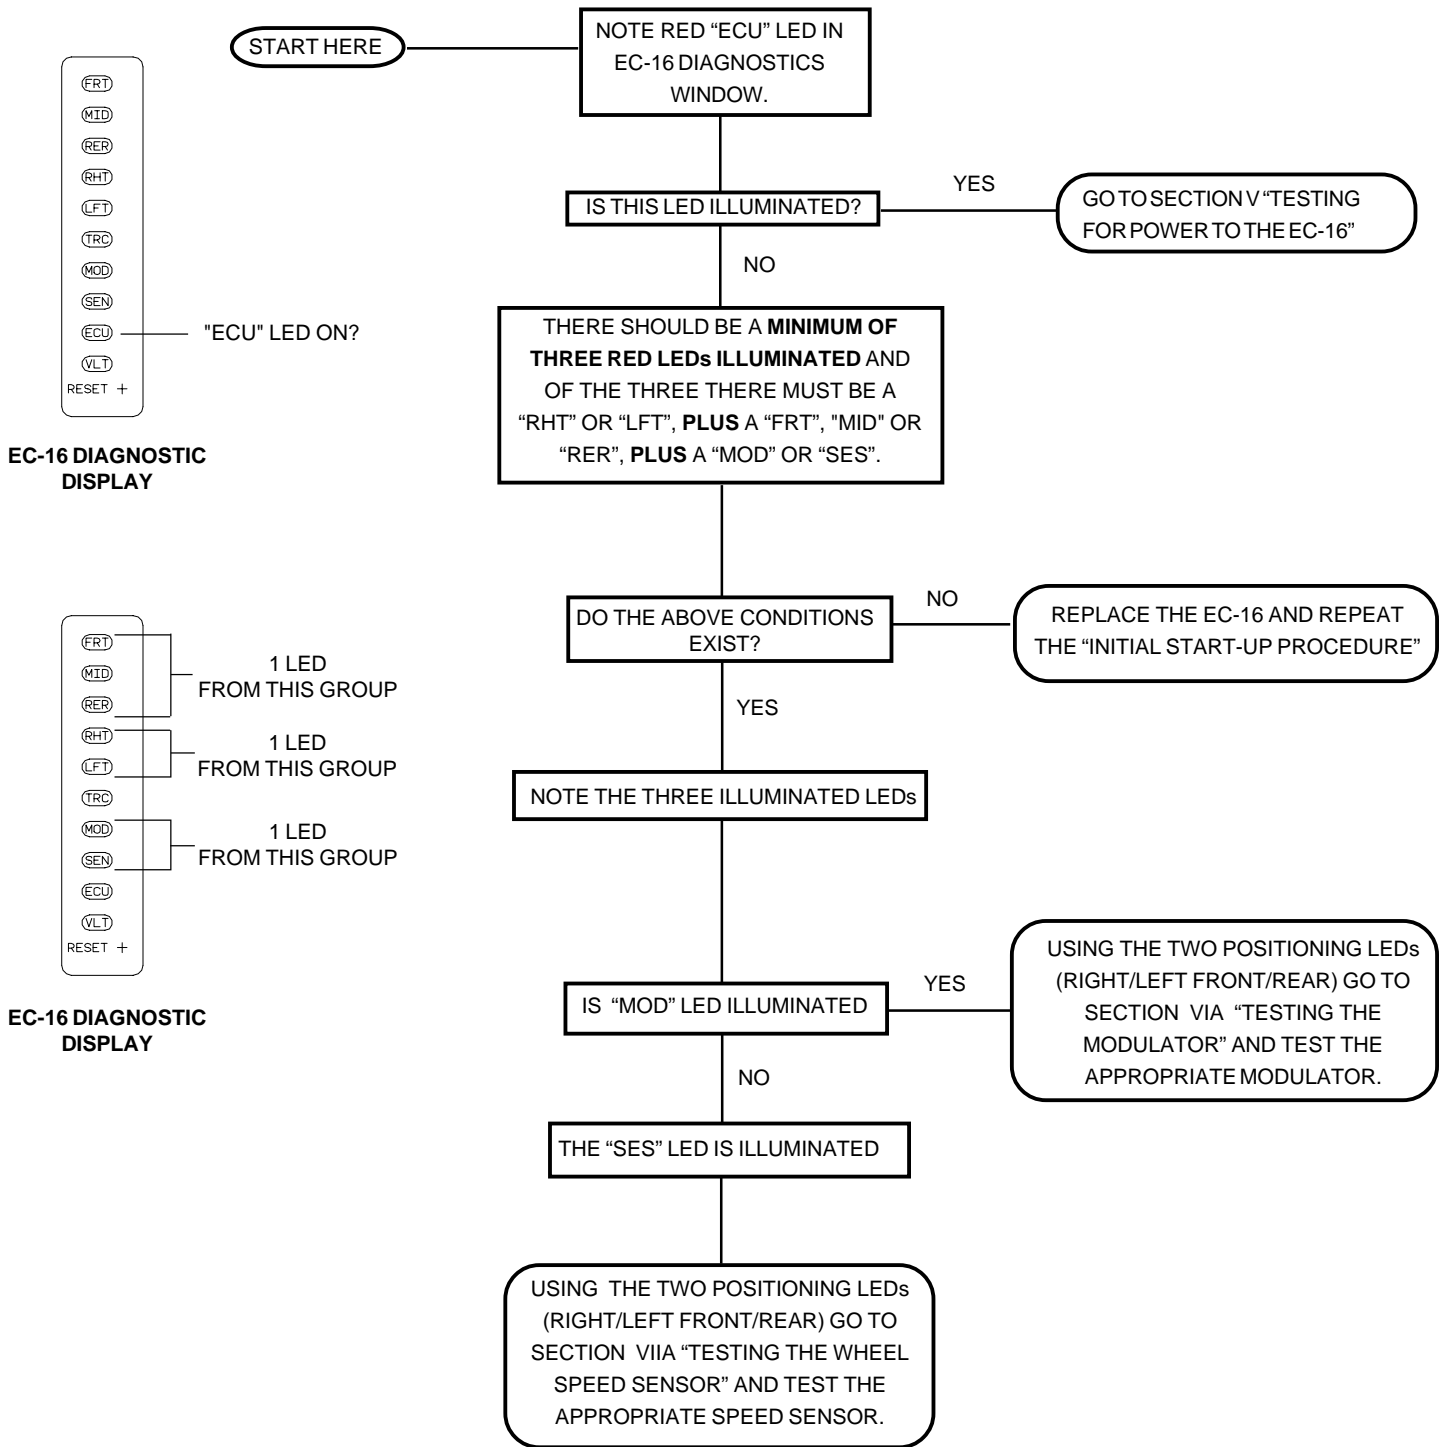 START HERE
NOTE RED “ECU” LED IN
EC-16 DIAGNOSTICS
WINDOW.
FRT
MID
RER
RHT
LFT
TRC
MOD
SEN
ECU
"ECU" LED ON?
VLT
RESET +
EC-16 DIAGNOSTIC
DISPLAY
IS THIS LED ILLUMINATED?
YES
GO TO SECTION V “TESTING
FOR POWER TO THE EC-16”
NO
THERE SHOULD BE A MINIMUM OF
THREE RED LEDs ILLUMINATED AND
OF THE THREE THERE MUST BE A
“RHT” OR “LFT”, PLUS A “FRT”, "MID" OR
“RER”, PLUS A “MOD” OR “SES”.
DO THE ABOVE CONDITIONS
EXIST?
NO
REPLACE THE EC-16 AND REPEAT
THE “INITIAL START-UP PROCEDURE”
YES
FRT
MID
RER
1 LED
FROM THIS GROUP
RHT
LFT
1 LED
FROM THIS GROUP
TRC
MOD
SEN
1 LED
FROM THIS GROUP
ECU
VLT
RESET +
EC-16 DIAGNOSTIC
DISPLAY
NOTE THE THREE ILLUMINATED LEDs
IS “MOD” LED ILLUMINATED
YES
USING THE TWO POSITIONING LEDs
(RIGHT/LEFT FRONT/REAR) GO TO
SECTION VIA “TESTING THE
MODULATOR” AND TEST THE
APPROPRIATE MODULATOR.
NO
THE “SES” LED IS ILLUMINATED
USING THE TWO POSITIONING LEDs
(RIGHT/LEFT FRONT/REAR) GO TO
SECTION VIIA “TESTING THE WHEEL
SPEED SENSOR” AND TEST THE
APPROPRIATE SPEED SENSOR.